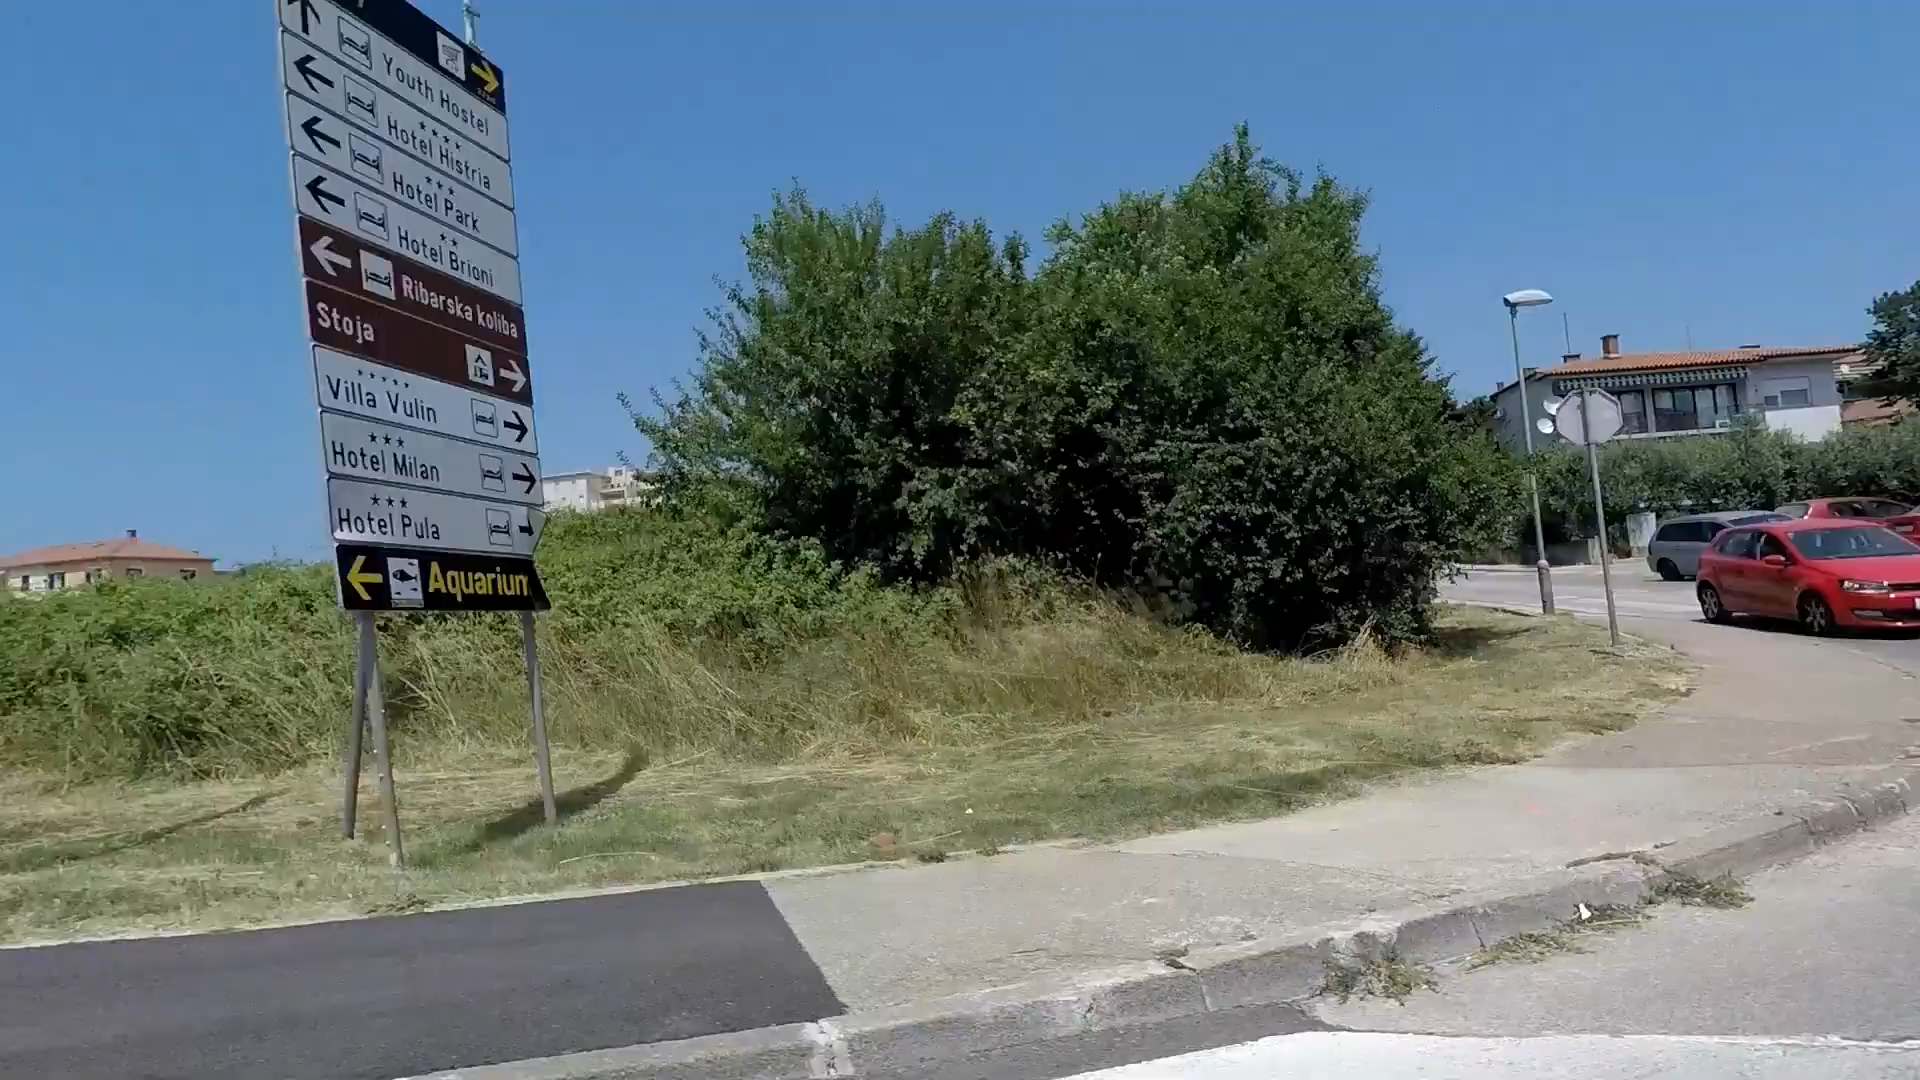 Youth Hostel
Hotel Histria
Hotel Park
Hotel Brioni
Ribarska koliba
Stoja
Villa Vulin
Hotel Milan
Hotel Pula
Aquarium